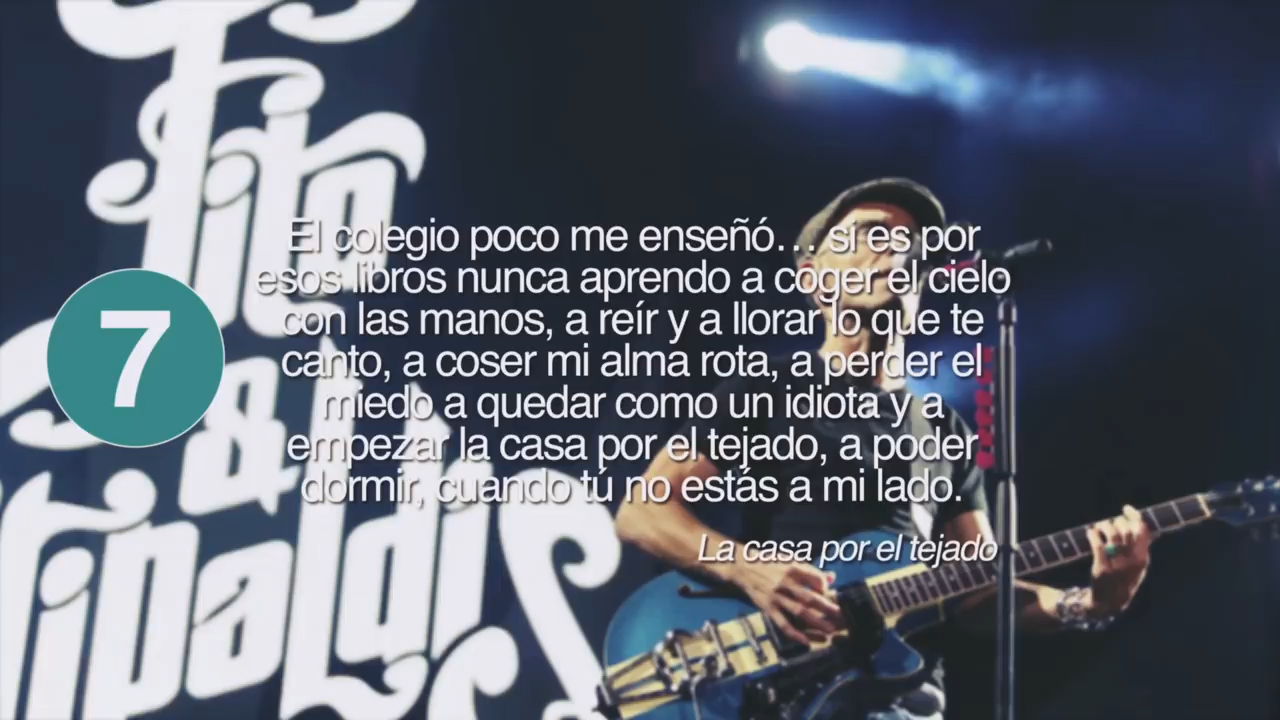 Fito
&
Fitipaldis
7
El colegio poco me enseñó… si es por
esos libros nunca aprendo a coger el cielo
con las manos, a reír y a llorar lo que te
canto, a coser mi alma rota, a perder el
miedo a quedar como un idiota y a
empezar la casa por el tejado, a poder
dormir, cuando tú no estás a mi lado.
La casa por el tejado